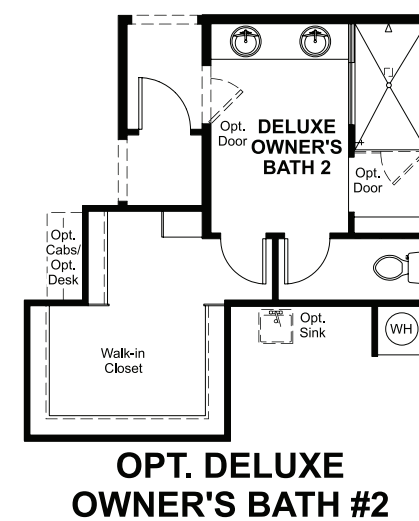 Opt.
Door
DELUXE
OWNER'S
BATH 2
Opt.
Door
Opt.
Cabs/
Opt.
Desk
Walk-in
Closet
Opt.
Sink
WH
OPT. DELUXE
OWNER'S BATH #2